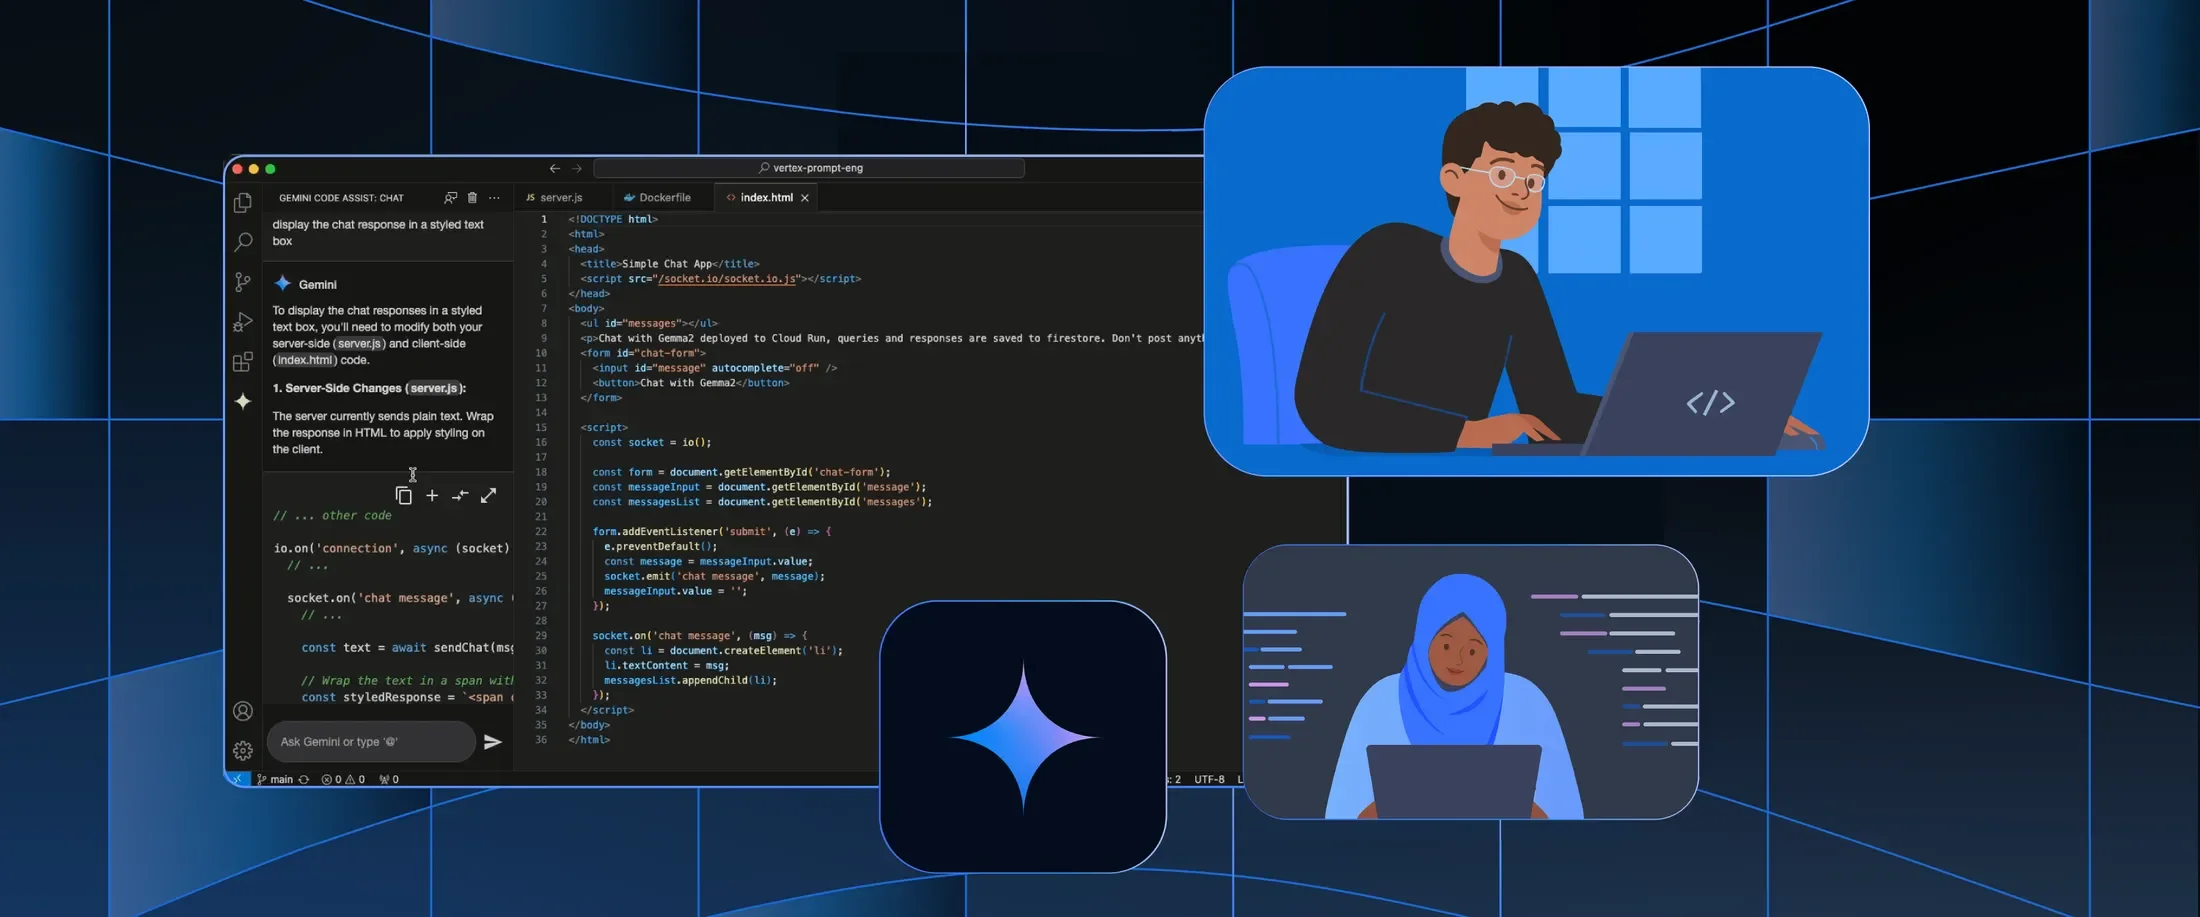 vertex-prompt-eng
GEMINI CODE ASSIST: CHAT
display the chat response in a styled text
box
Gemini
To display the chat responses in a styled
text box, you'll need to modify both your
server-side (server.js) and client-side
(index.html) code.
1. Server-Side Changes (server.js):
The server currently sends plain text. Wrap
the response in HTML to apply styling on
the client.
// ... other code
io.on('connection', async (socket)
// ...
socket.on('chat message', async
// ...
const text = await sendChat(msg
// Wrap the text in a span with
const styledResponse = `<span
Ask Gemini or type '@'
JS server.js
Dockerfile
<> index.html
1 <!DOCTYPE html>
2 <html>
3 <head>
4 <title>Simple Chat App</title>
5 <script src="/socket.io/socket.io.js"></script>
6 </head>
7 <body>
8 <ul id="messages"></ul>
9 <p>Chat with Gemma2 deployed to Cloud Run, queries and responses are saved to firestore. Don't post anyth
10 <form id="chat-form">
11 <input id="message" autocomplete="off" />
12 <button>Chat with Gemma2</button>
13 </form>
14
15 <script>
16 const socket = io();
17
18 const form = document.getElementById('chat-form');
19 const messageInput = document.getElementById('message');
20 const messagesList = document.getElementById('messages');
21
22 form.addEventListener('submit', (e) => {
23 e.preventDefault();
24 const message = messageInput.value;
25 socket.emit('chat message', message);
26 messageInput.value = '';
27 });
28
29 socket.on('chat message', (msg) => {
30 const li = document.createElement('li');
31 li.textContent = msg;
32 messagesList.appendChild(li);
33 });
34 </script>
35 </body>
36 </html>
main 0 0 0
: 2 UTF-8 L
</>